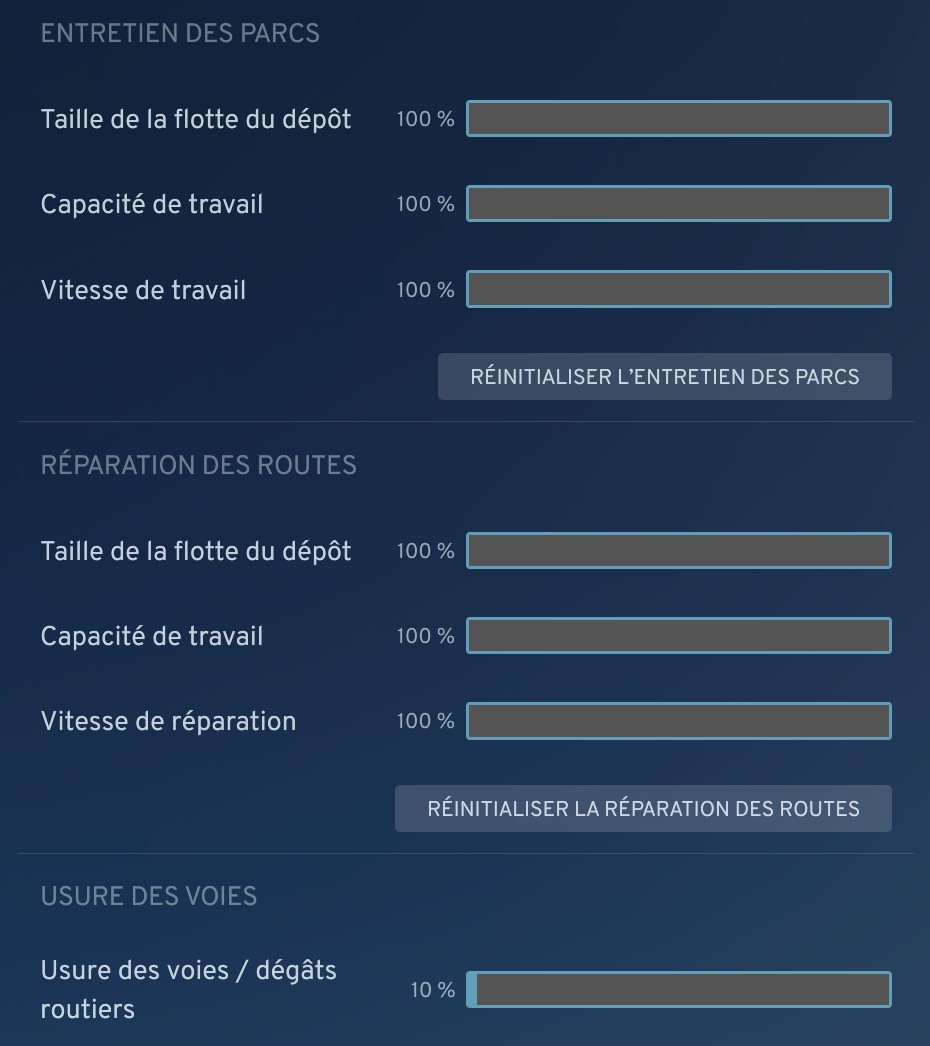 ENTRETIEN DES PARCS
Taille de la flotte du dépôt 100 %
Capacité de travail 100 %
Vitesse de travail 100 %
RÉINITIALISER L’ENTRETIEN DES PARCS
RÉPARATION DES ROUTES
Taille de la flotte du dépôt 100 %
Capacité de travail 100 %
Vitesse de réparation 100 %
RÉINITIALISER LA RÉPARATION DES ROUTES
USURE DES VOIES
Usure des voies / dégâts
routiers 10 %